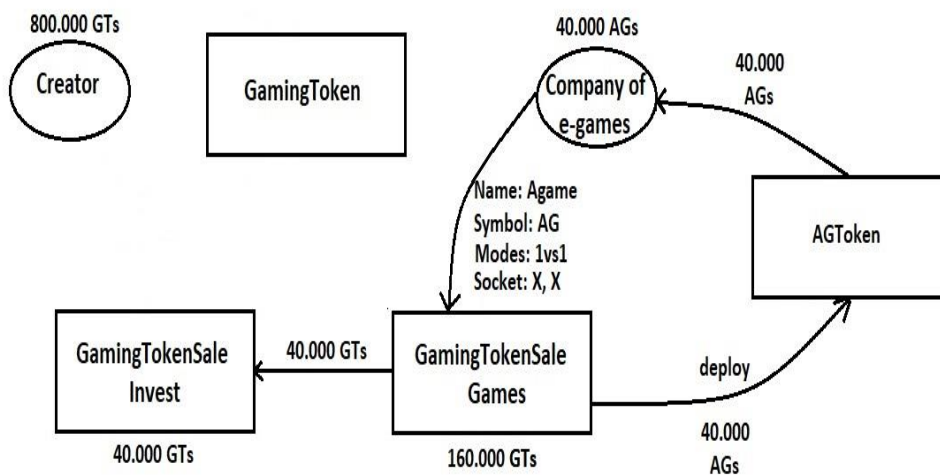 800.000 GTs
Creator
GamingToken
40.000 AGs
Company of
e-games
40.000
AGs
Name: Agame
Symbol: AG
Modes: 1vs1
Socket: X, X
AGToken
GamingTokenSale
Invest
40.000 GTs
40.000 GTs
GamingTokenSale
Games
160.000 GTs
deploy
40.000
AGs